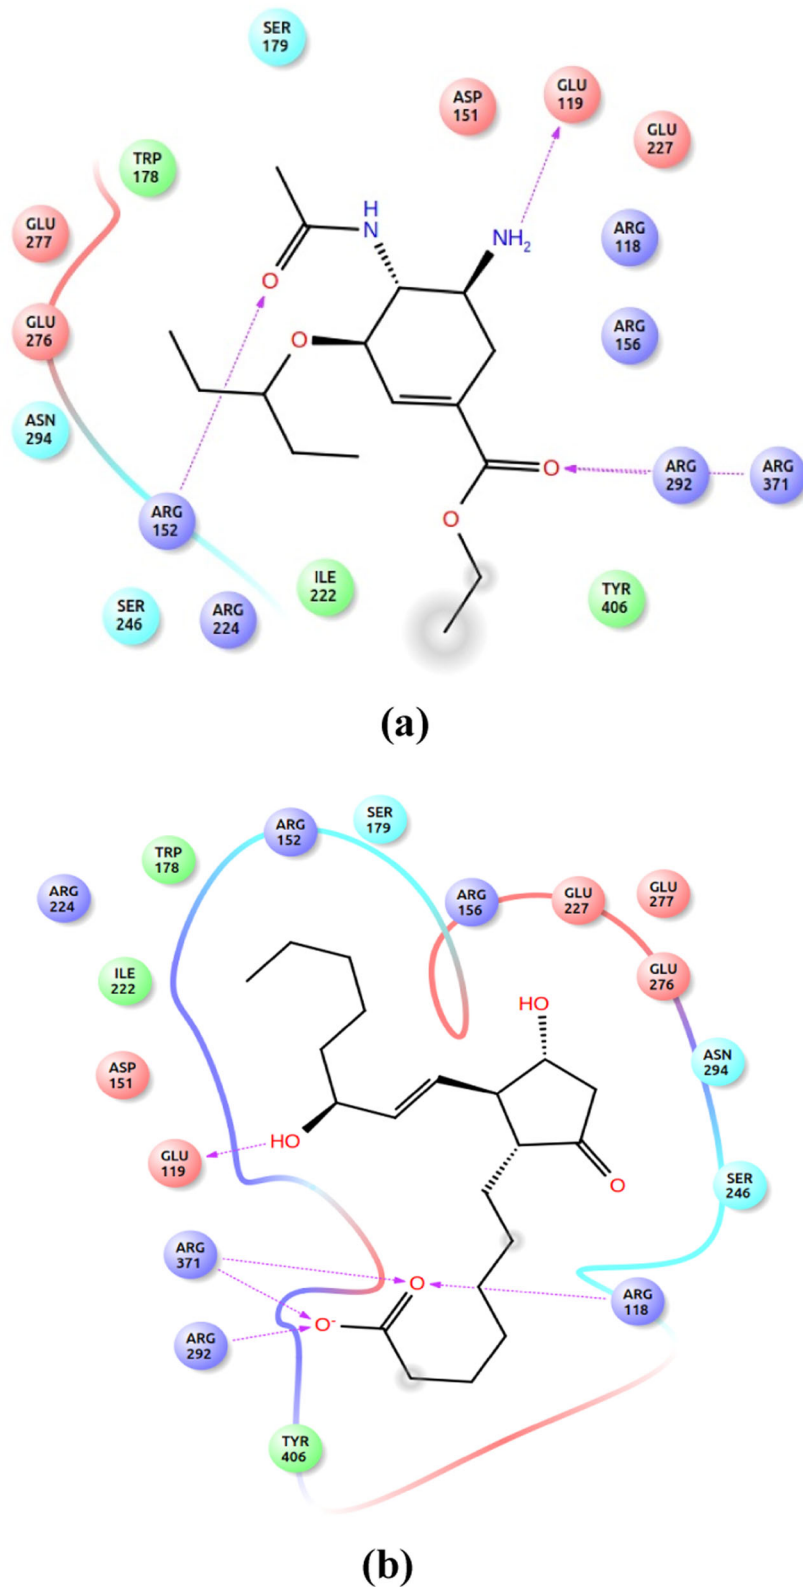 SER
179
ASP
151
GLU
119
GLU
227
TRP
178
H
N
NH2
GLU
277
ARG
118
O
GLU
276
O
ARG
156
ASN
294
O
ARG
292
ARG
371
ARG
152
O
ILE
222
TYR
406
SER
246
ARG
224
(a)
ARG
152
SER
179
TRP
178
ARG
224
ARG
156
GLU
227
GLU
277
ILE
222
GLU
276
HO
ASN
294
ASP
151
HO
GLU
119
O
SER
246
ARG
371
O
ARG
118
O-
ARG
292
TYR
406
(b)